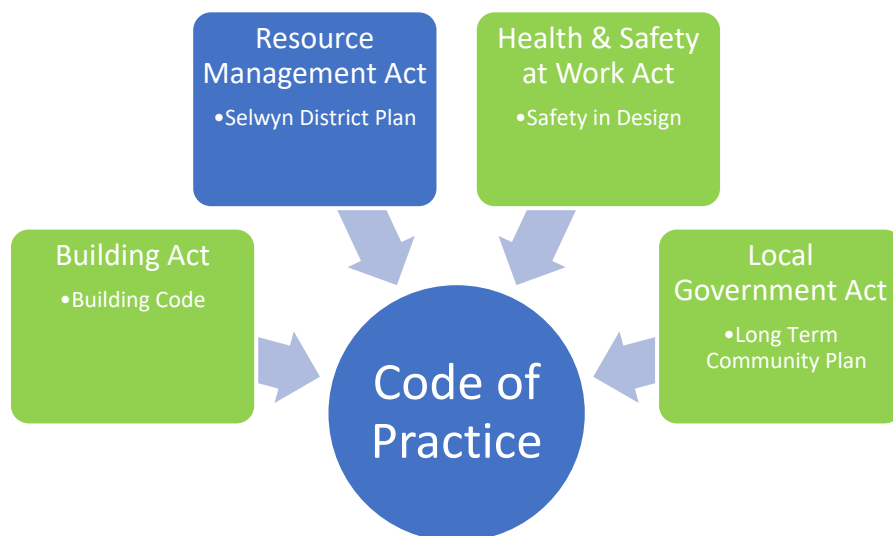 Resource
Management Act
•Selwyn District Plan
Health & Safety
at Work Act
•Safety in Design
Building Act
•Building Code
Local
Government Act
•Long Term
Community Plan
Code of
Practice